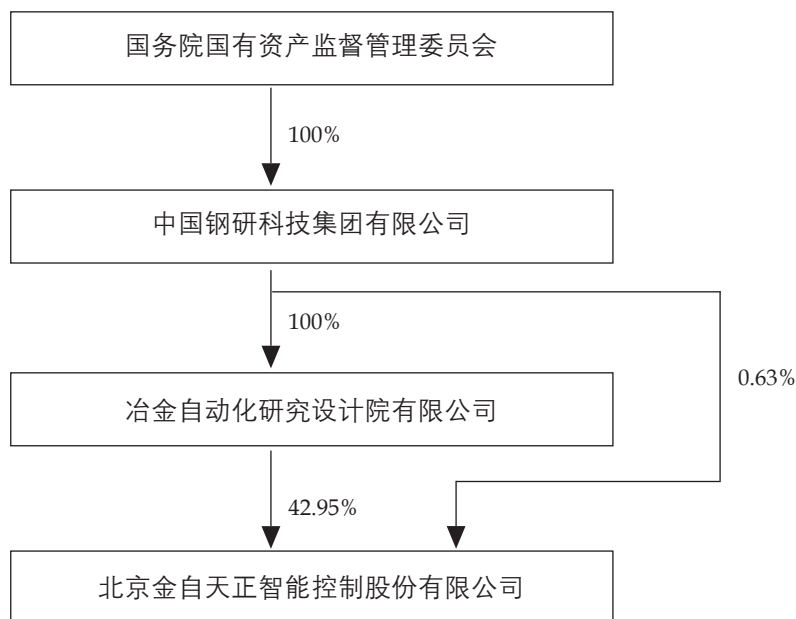 国务院国有资产监督管理委员会
100%
中国钢研科技集团有限公司
100%
0.63%
冶金自动化研究设计院有限公司
42.95%
北京金自天正智能控制股份有限公司